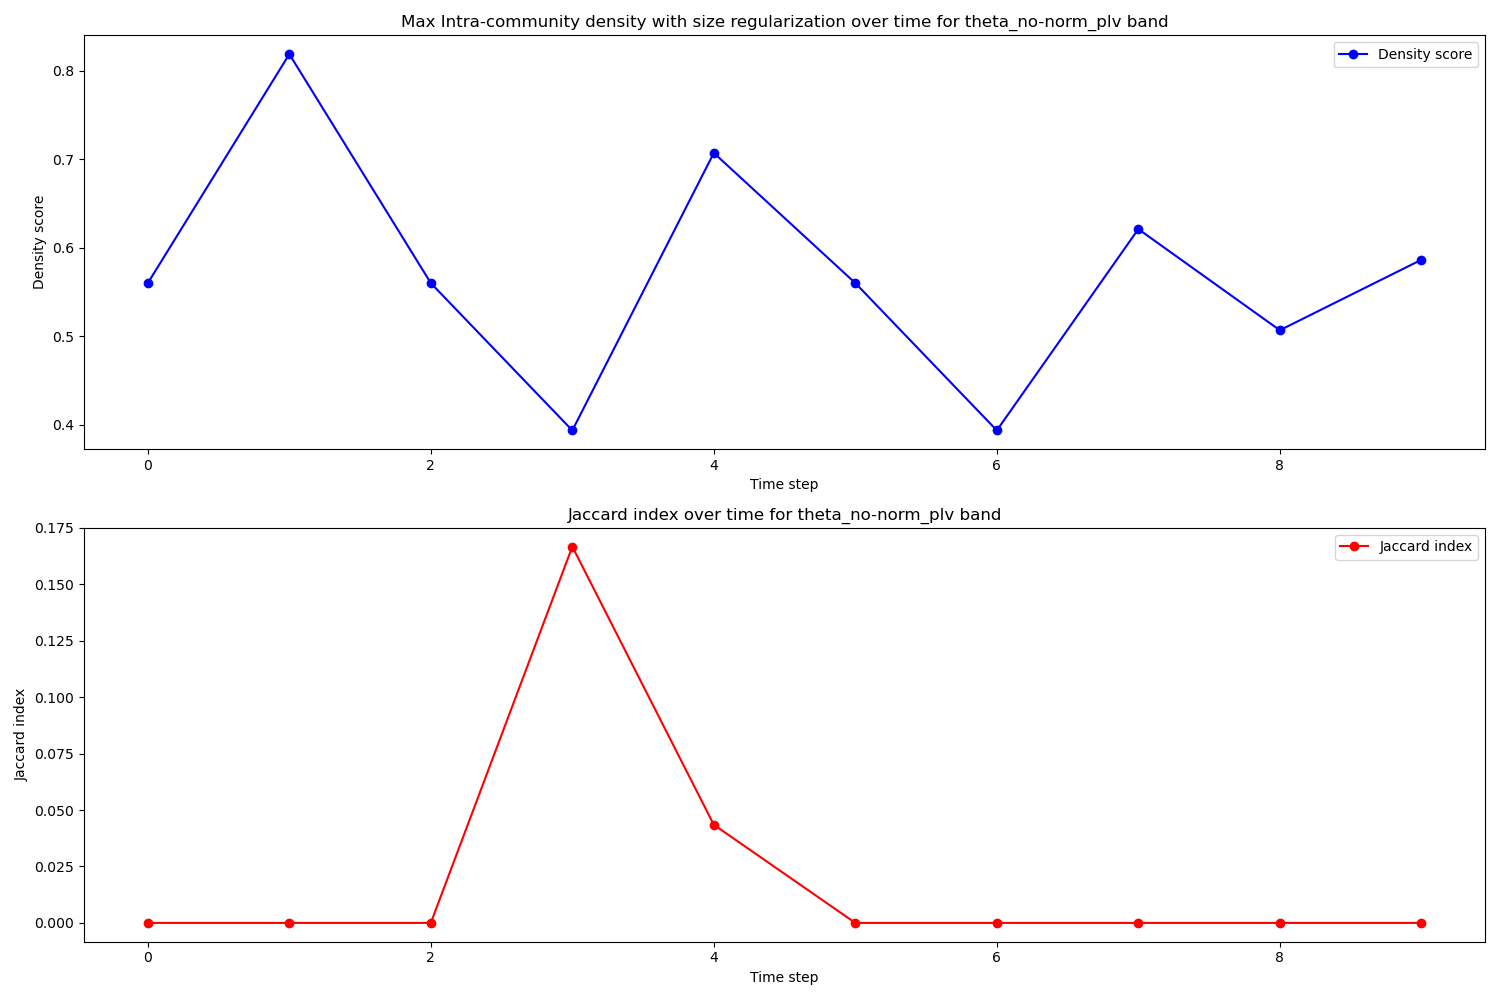 Max Intra-community density with size regularization over time for theta_no-norm_plv band
Density score
0.8
0.7
0.6
0.5
0.4
Density score
0 2 4 6 8
Time step
Jaccard index over time for theta_no-norm_plv band
Jaccard index
0.175
0.150
0.125
0.100
0.075
0.050
0.025
0.000
Jaccard index
0 2 4 6 8
Time step